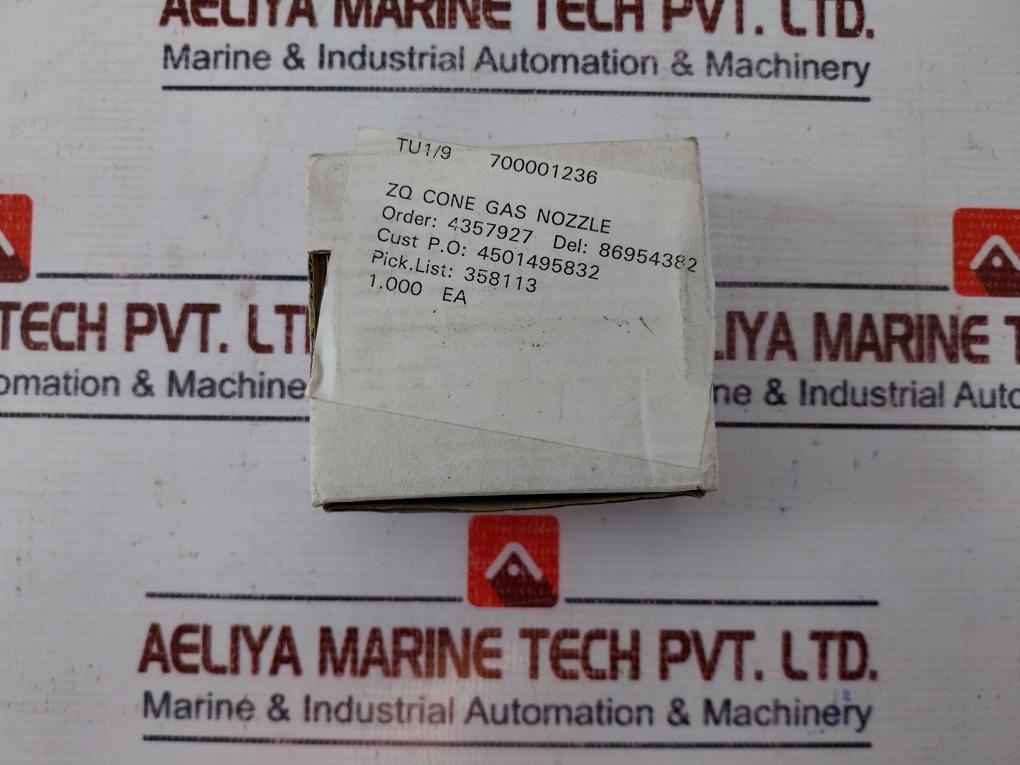 AELIYA MARINE TECH PVT. LTD.
Marine & Industrial Automation & Machinery
TU1/9 700001236
ZQ CONE GAS NOZZLE
Order: 4357927 Del: 86954382
Cust P.O: 4501495832
Pick.List: 358113
1.000 EA
TECH PVT. LT
omation & Machine
LIYA MARINE T
ne & Industrial Auto
AELIYA MARINE TECH PVT. LTD.
Marine & Industrial Automation & Machinery